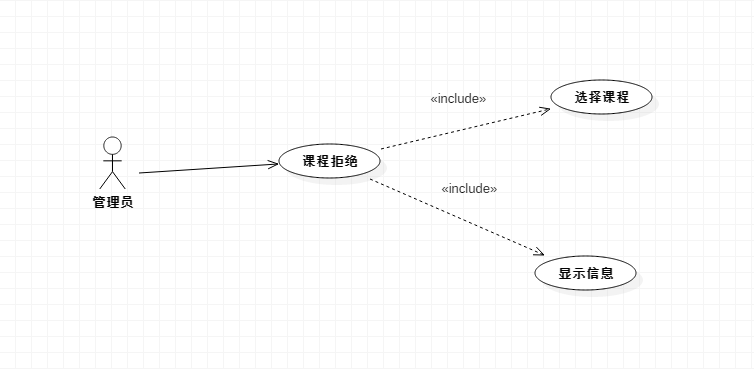 «include»
选择课程
课程拒绝
管理员
«include»
显示信息